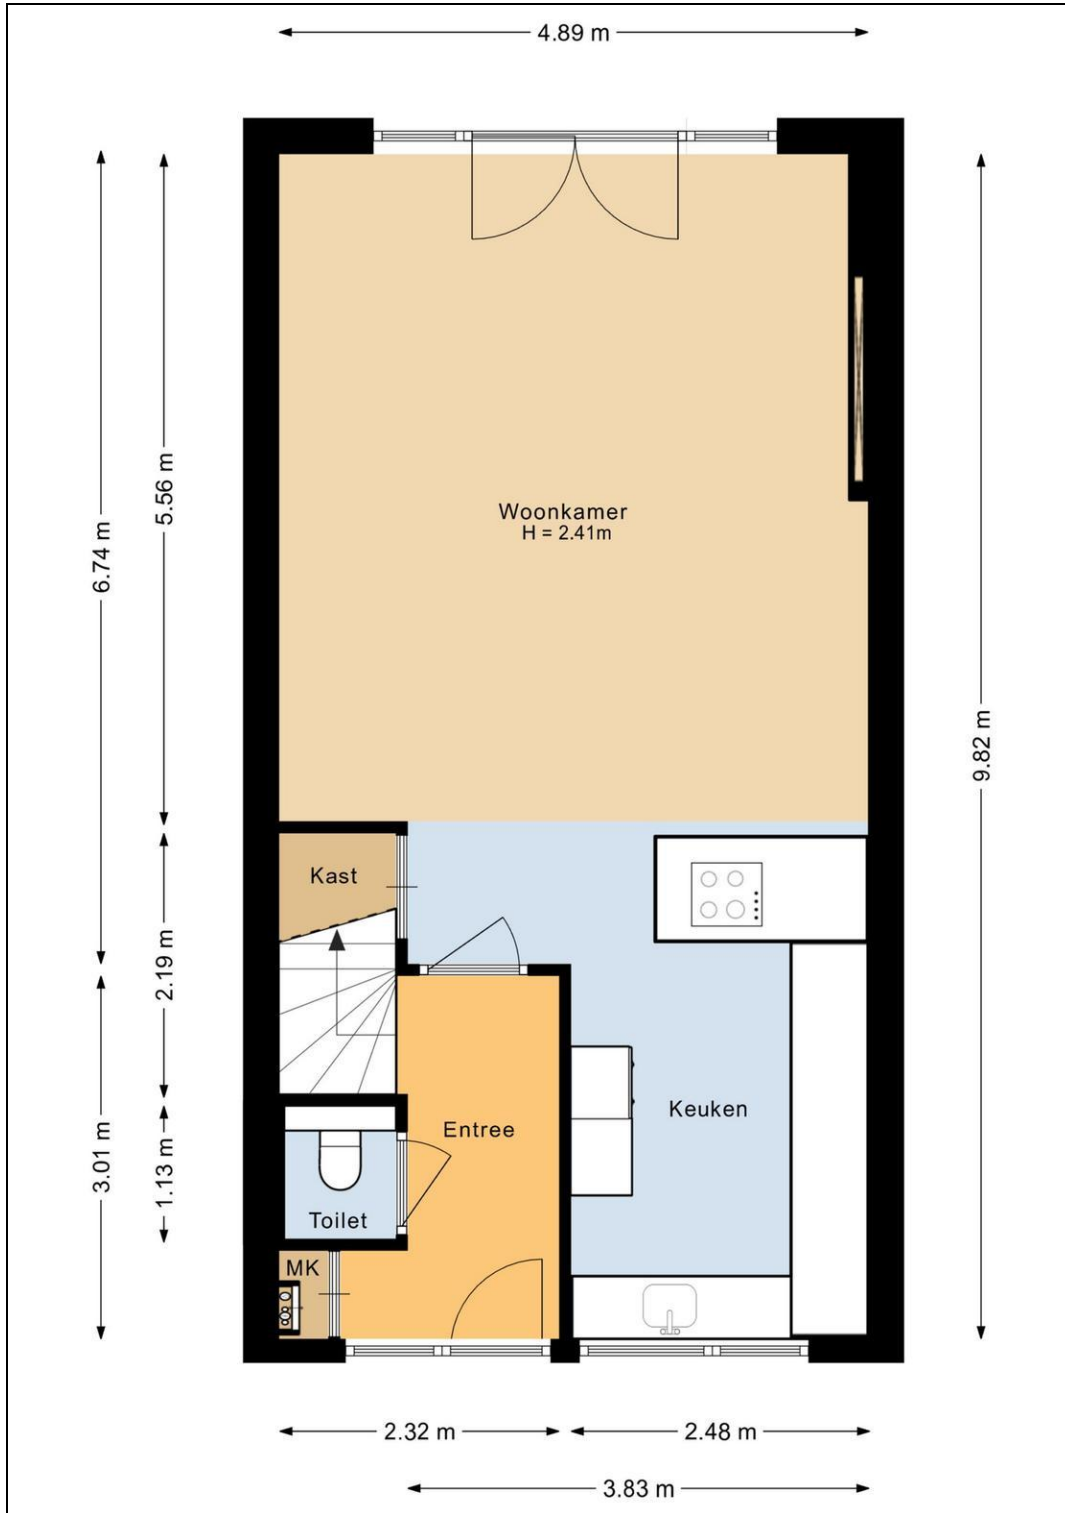 4.89 m
6.74 m
5.56 m
9.82 m
Woonkamer
H = 2.41m
Kast
2.19 m
3.01 m
1.13 m
Entree
Keuken
Toilet
MK
2.32 m
2.48 m
3.83 m